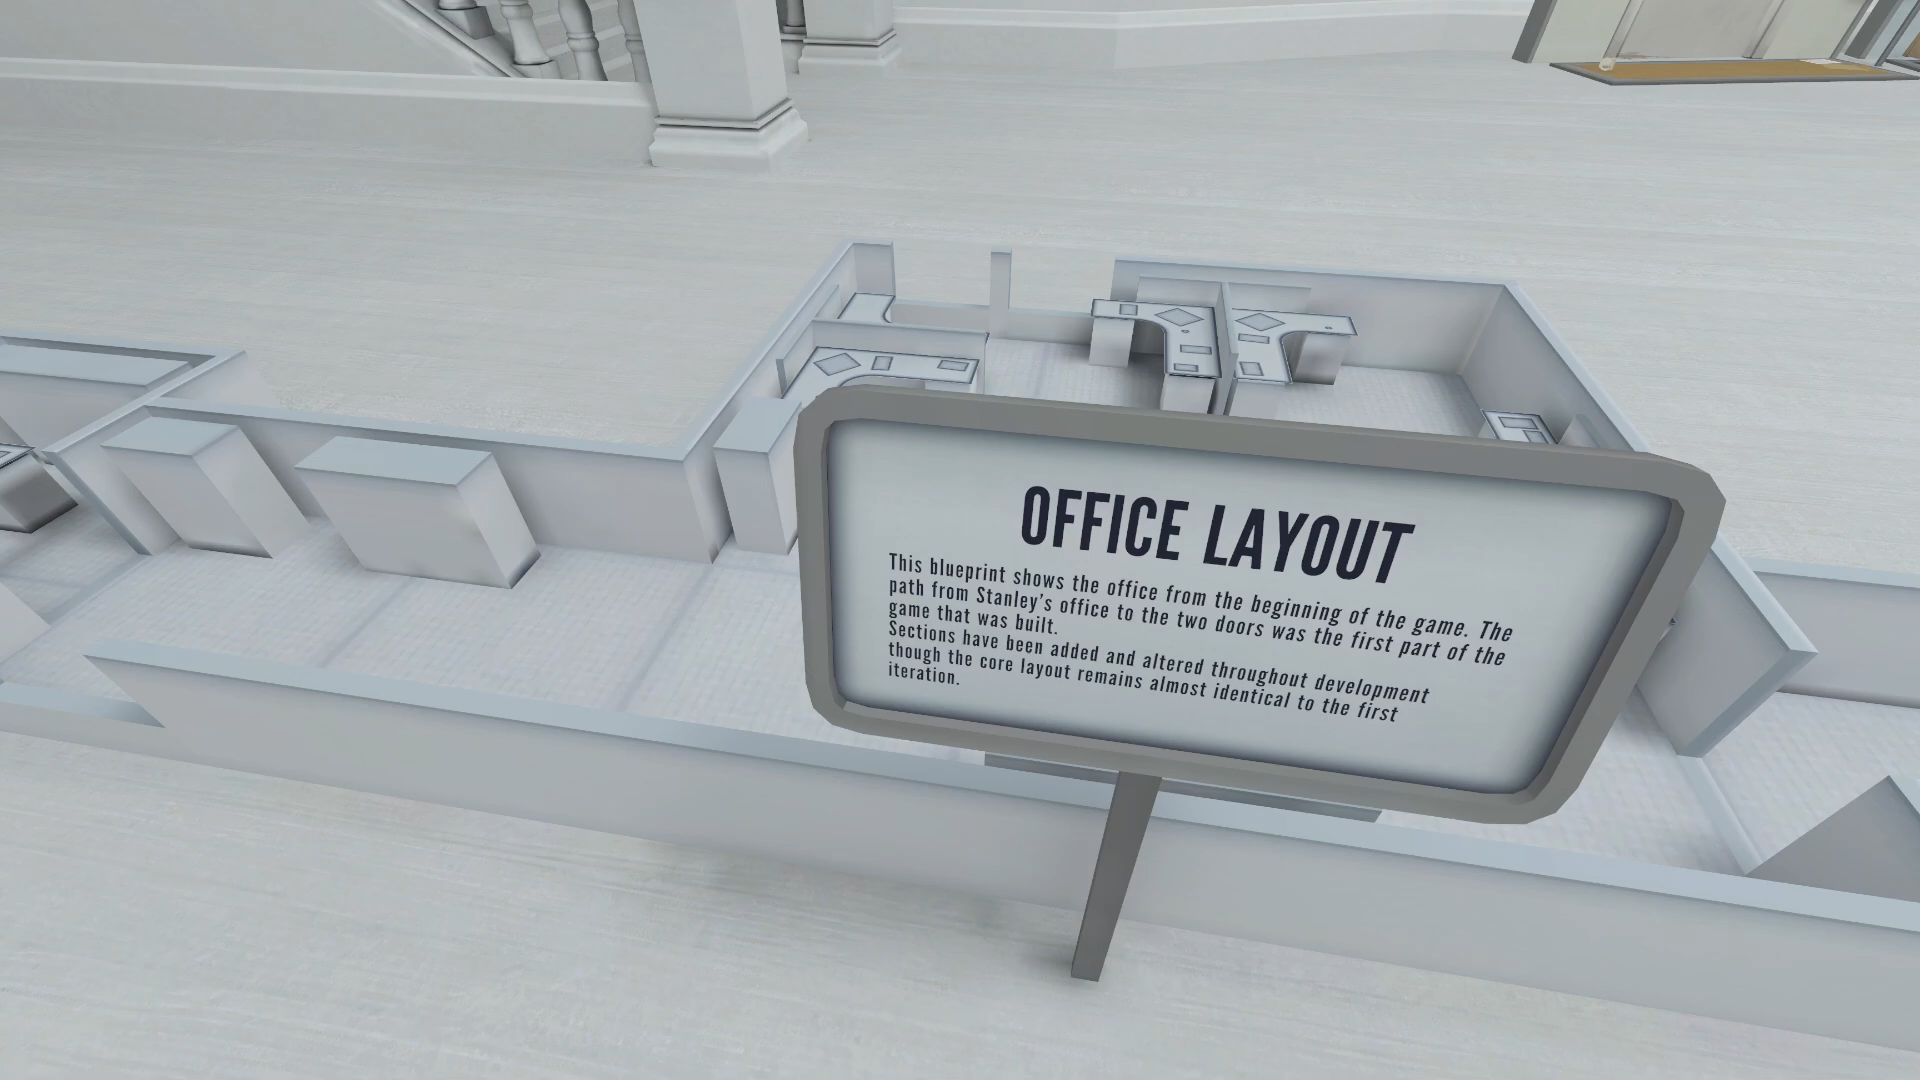 OFFICE LAYOUT
This blueprint shows the office from the beginning of the game. The
path from Stanley's office to the two doors was the first part of the
game that was built.
Sections have been added and altered throughout development
though the core layout remains almost identical to the first
iteration.